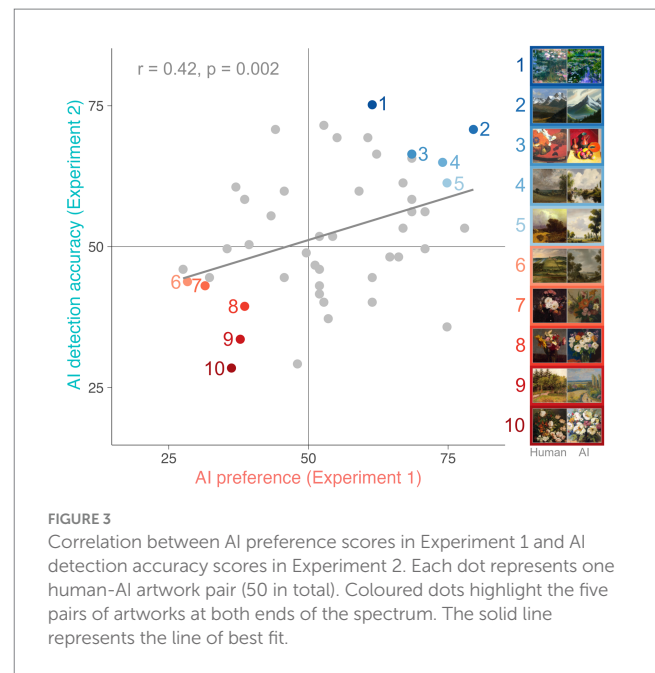 r = 0.42, p = 0.002
75
50
25
25
50
75
AI detection accuracy (Experiment 2)
AI preference (Experiment 1)
1
2
3
4
5
6
7
8
9
10
1
2
3
4
5
6
7
8
9
10
Human AI
FIGURE 3
Correlation between AI preference scores in Experiment 1 and AI
detection accuracy scores in Experiment 2. Each dot represents one
human-AI artwork pair (50 in total). Coloured dots highlight the five
pairs of artworks at both ends of the spectrum. The solid line
represents the line of best fit.